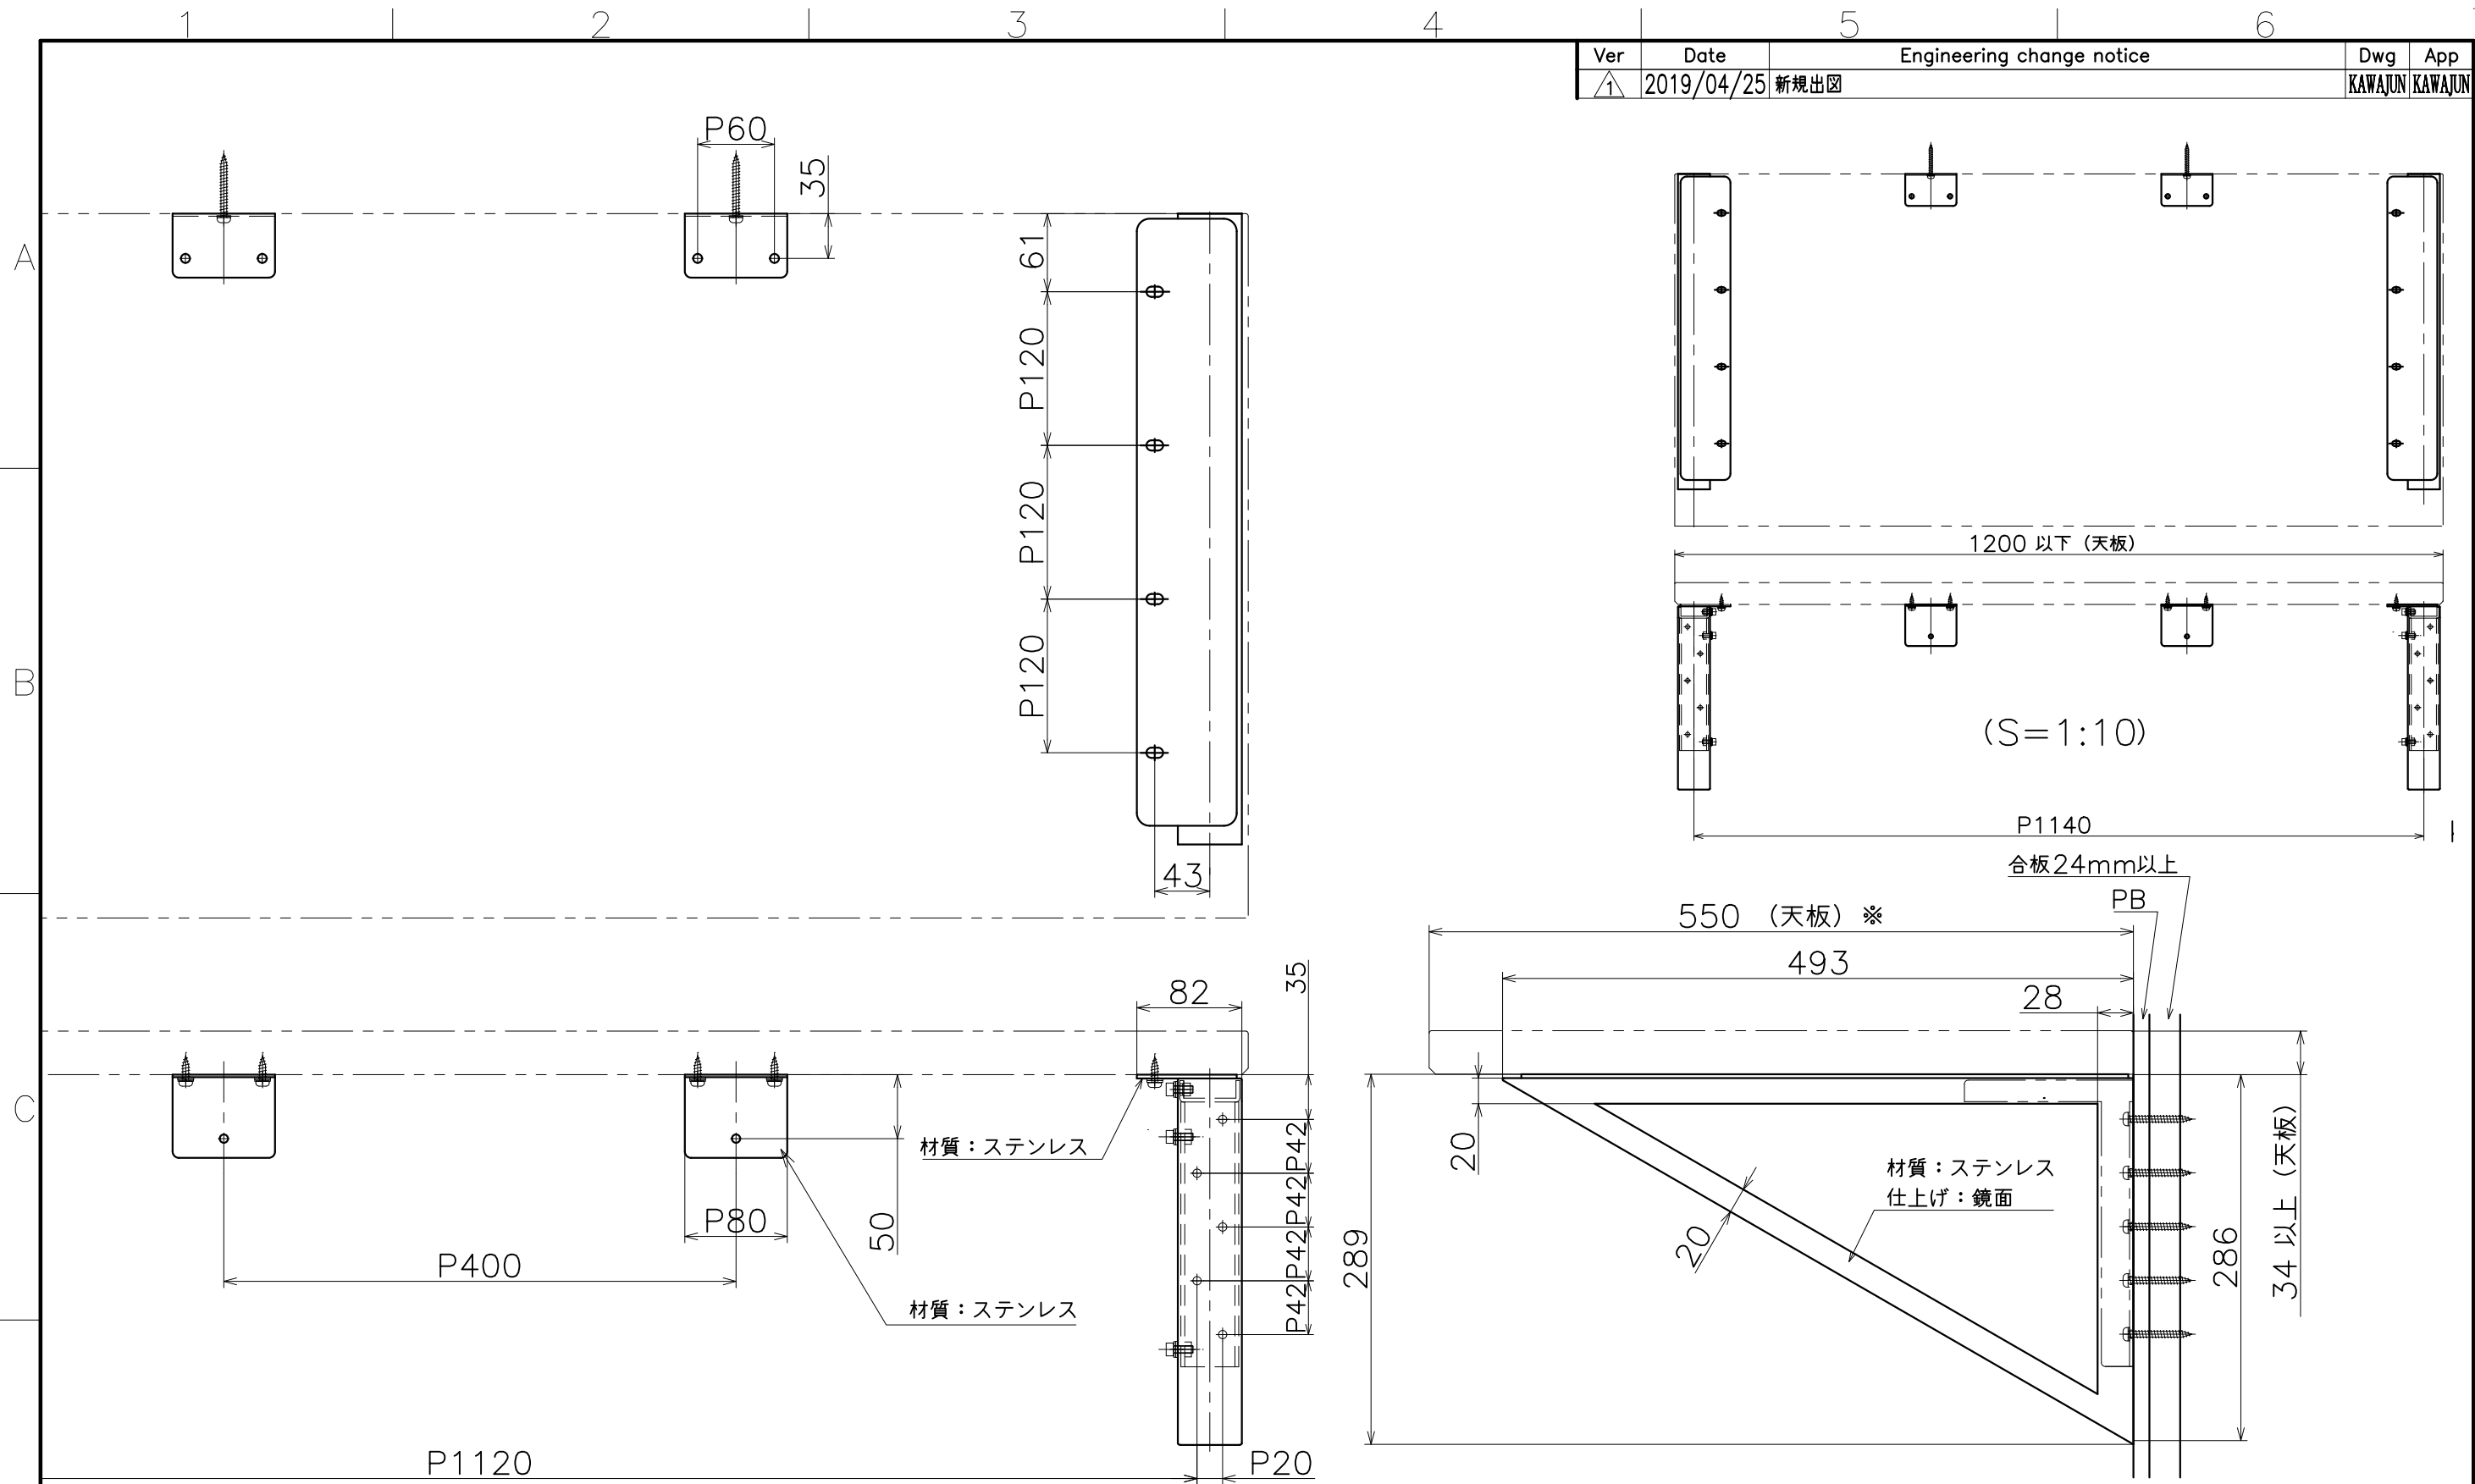 1 2 3 4 5 6
Ver Date Engineering change notice Dwg App
1 2019/04/25 新規出図 KAWAJUN KAWAJUN
A
B
C
P60
35
61
P120
P120
P120
43
1200 以下 (天板)
(S=1:10)
P1140
合板24mm以上
PB
550 (天板) ※
493
28
82
35
材質：ステンレス
P42
P42
P42
P42
P80
50
P400
材質：ステンレス
P1120
P20
20
材質：ステンレス
仕上げ：鏡面
20
289
286
34 以上 (天板)